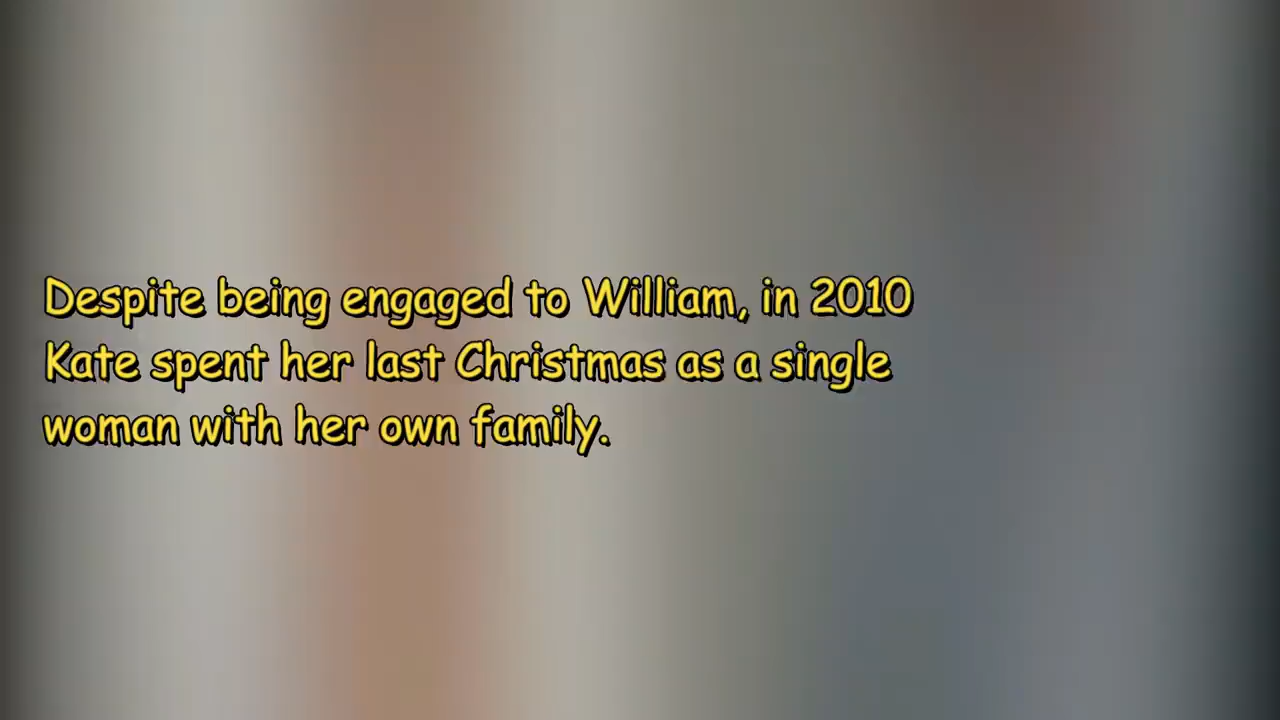 Despite being engaged to William, in 2010
Kate spent her last Christmas as a single
woman with her own family.